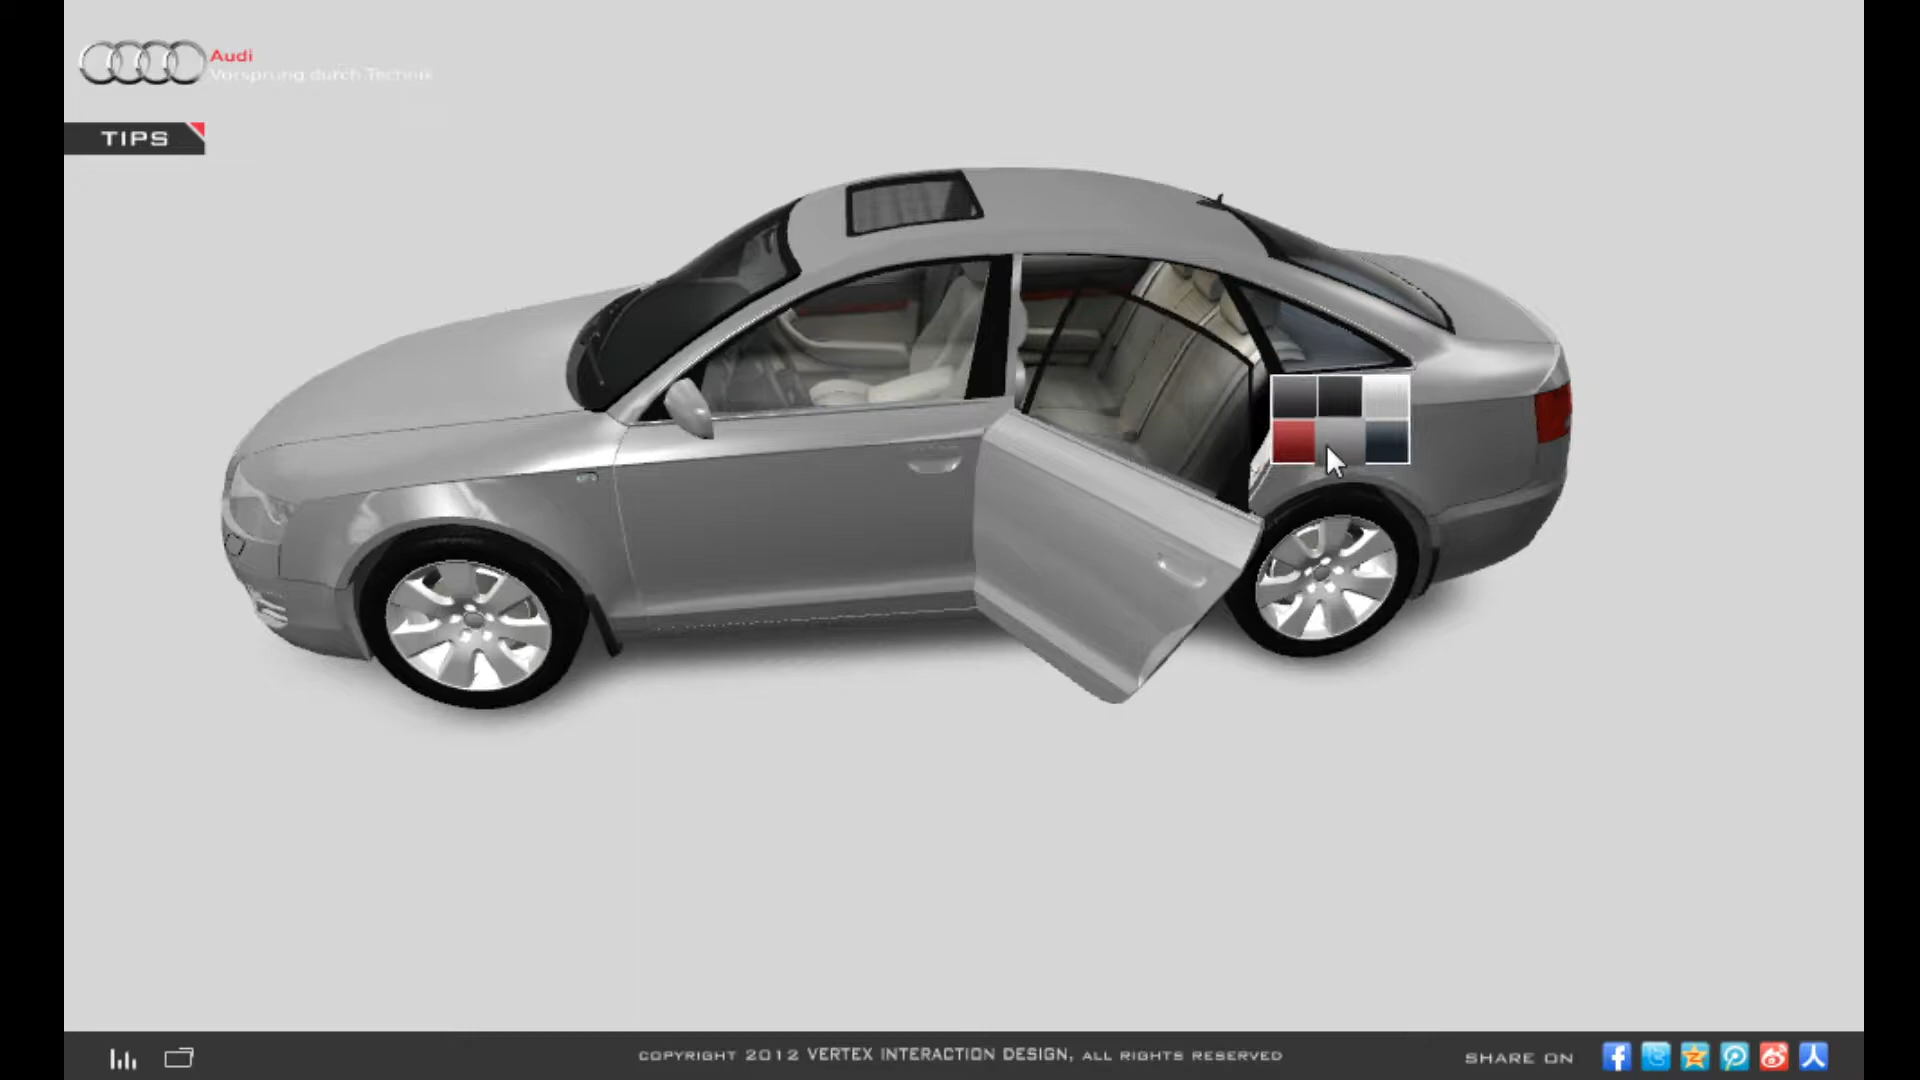 Audi
Vorsprung durch Technik
TIPS
COPYRIGHT 2012 VERTEX INTERACTION DESIGN, ALL RIGHTS RESERVED
SHARE ON